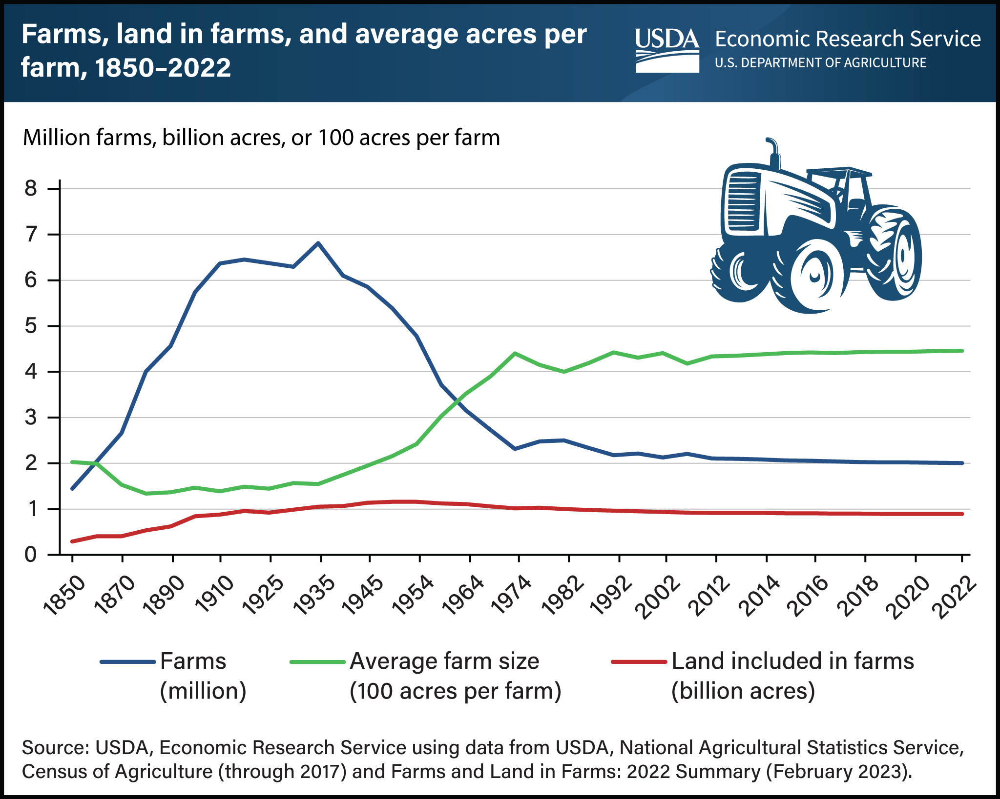 Farms, land in farms, and average acres per
farm, 1850–2022
USDA
Economic Research Service
U.S. DEPARTMENT OF AGRICULTURE
Million farms, billion acres, or 100 acres per farm
8
7
6
5
4
3
2
1
0
1850
1870
1890
1910
1925
1935
1945
1954
1964
1974
1982
1992
2002
2012
2014
2016
2018
2020
2022
Farms
(million)
Average farm size
(100 acres per farm)
Land included in farms
(billion acres)
Source: USDA, Economic Research Service using data from USDA, National Agricultural Statistics Service,
Census of Agriculture (through 2017) and Farms and Land in Farms: 2022 Summary (February 2023).